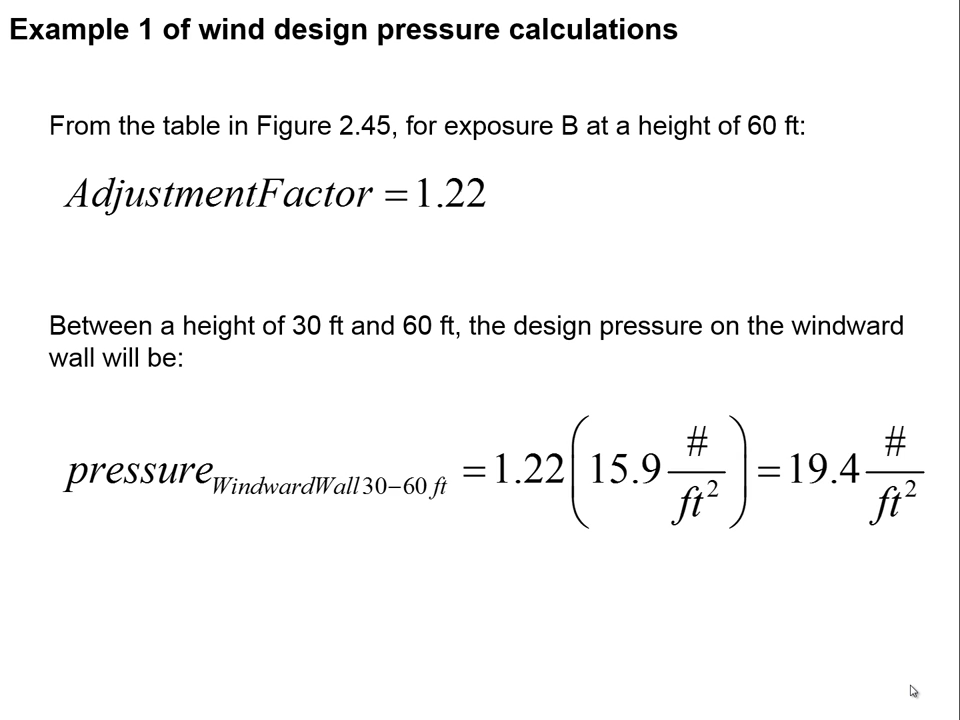 Example 1 of wind design pressure calculations
From the table in Figure 2.45, for exposure B at a height of 60 ft:
AdjustmentFactor = 1.22
Between a height of 30 ft and 60 ft, the design pressure on the windward
wall will be:
pressure_WindwardWall30−60 ft = 1.22(15.9 #/ft²) = 19.4 #/ft²